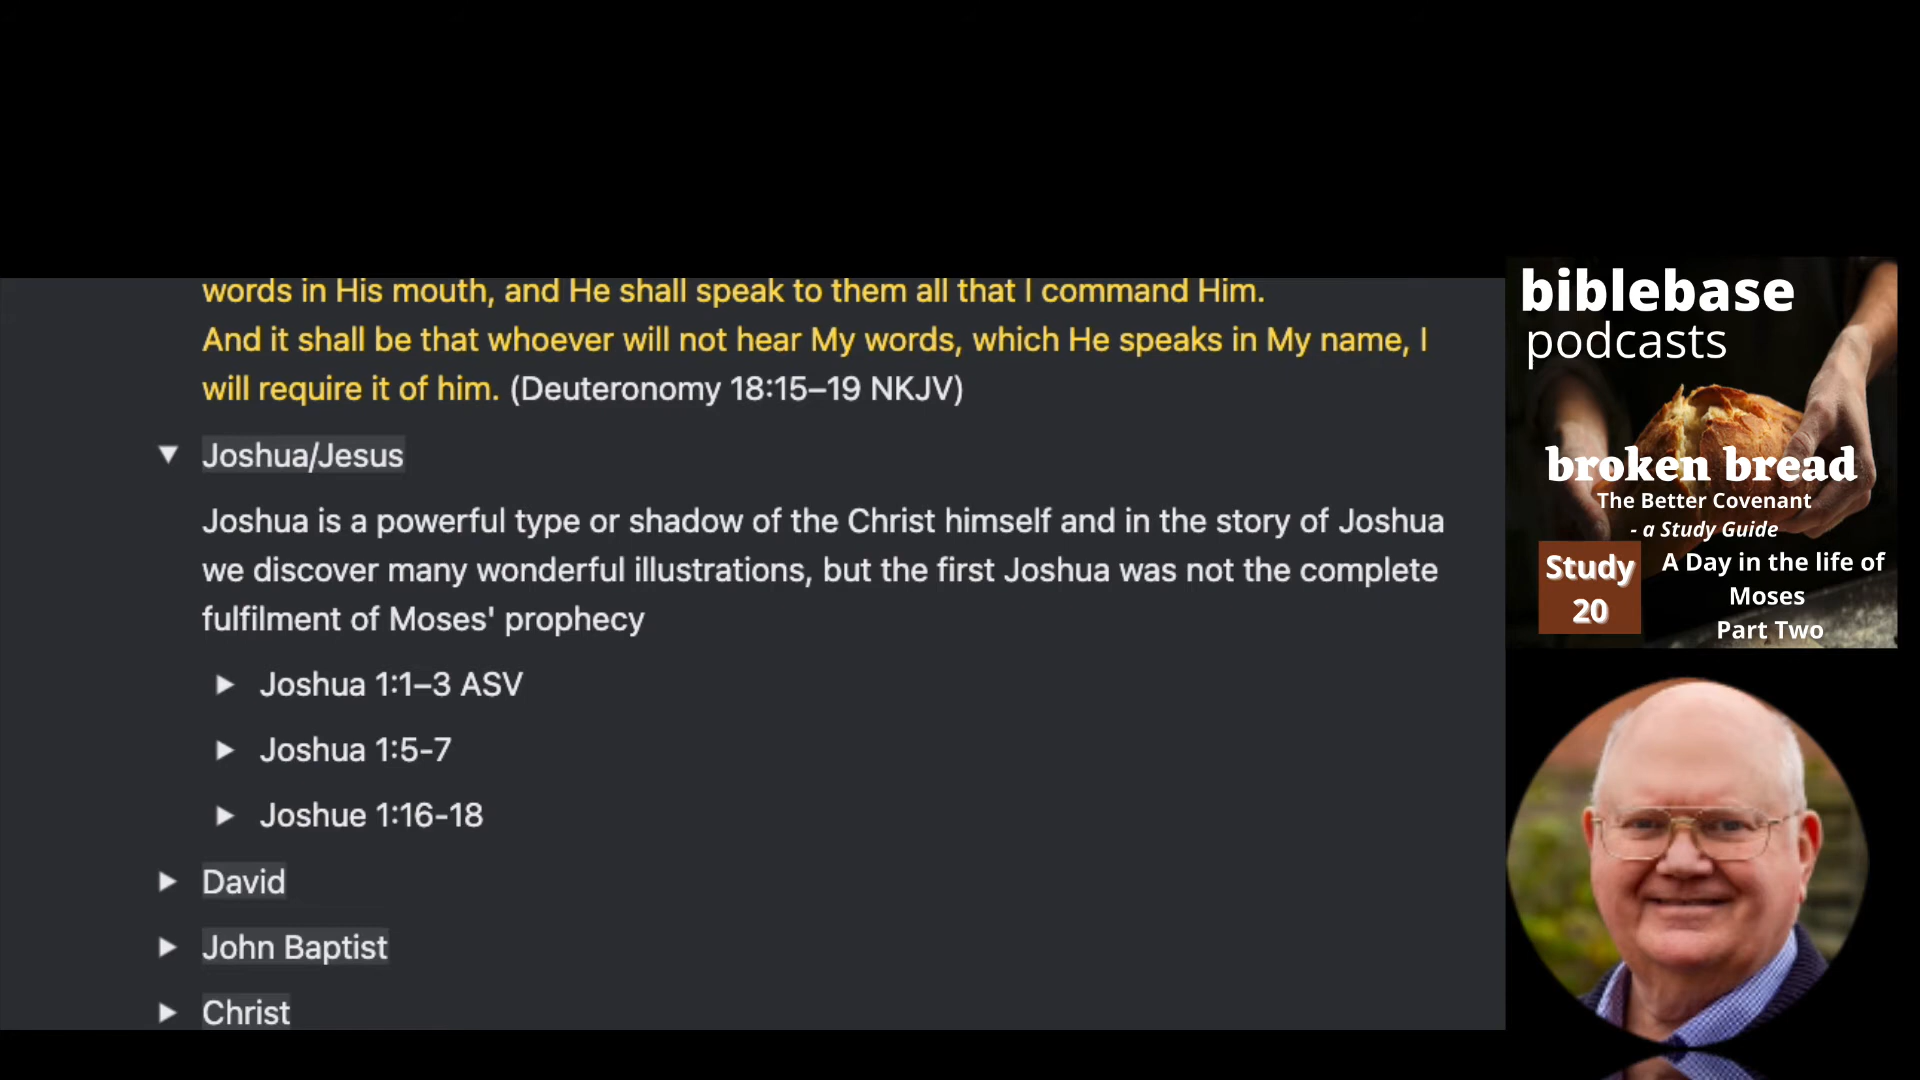 words in His mouth, and He shall speak to them all that I command Him.
And it shall be that whoever will not hear My words, which He speaks in My name, I
will require it of him. (Deuteronomy 18:15–19 NKJV)
Joshua/Jesus
Joshua is a powerful type or shadow of the Christ himself and in the story of Joshua
we discover many wonderful illustrations, but the first Joshua was not the complete
fulfilment of Moses' prophecy
Joshua 1:1–3 ASV
Joshua 1:5-7
Joshue 1:16-18
David
John Baptist
Christ
biblebase
podcasts
broken bread
The Better Covenant
- a Study Guide
Study
20
A Day in the life of
Moses
Part Two